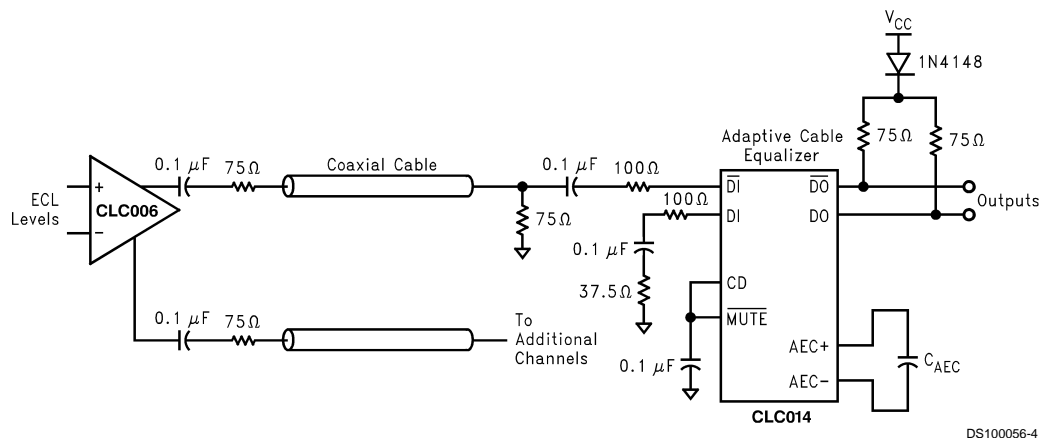 V_CC
1N4148
75Ω
75Ω
Adaptive Cable
Equalizer
0.1 μF
75Ω
Coaxial Cable
0.1 μF
100Ω
DI
DO
ECL
Levels
+
CLC006
−
75Ω
100Ω
DI
DO
Outputs
0.1 μF
37.5Ω
CD
MUTE
0.1 μF
75Ω
To
Additional
Channels
0.1 μF
AEC+
AEC-
C_AEC
CLC014
DS100056-4